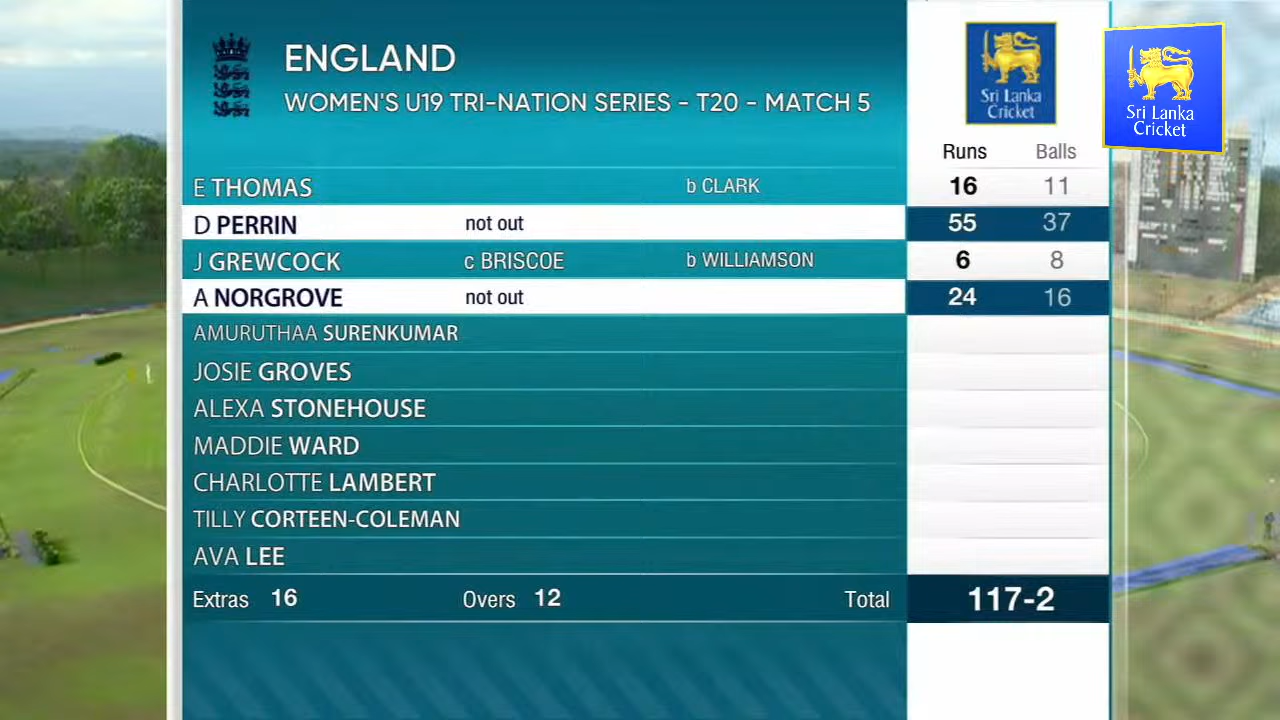 ENGLAND
WOMEN'S U19 TRI-NATION SERIES - T20 - MATCH 5
Sri Lanka
Cricket
Sri Lanka
Cricket
Runs Balls
E THOMAS b CLARK 16 11
D PERRIN not out 55 37
J GREWCOCK c BRISCOE b WILLIAMSON 6 8
A NORGROVE not out 24 16
AMURUTHAA SURENKUMAR
JOSIE GROVES
ALEXA STONEHOUSE
MADDIE WARD
CHARLOTTE LAMBERT
TILLY CORTEEN-COLEMAN
AVA LEE
Extras 16 Overs 12 Total 117-2